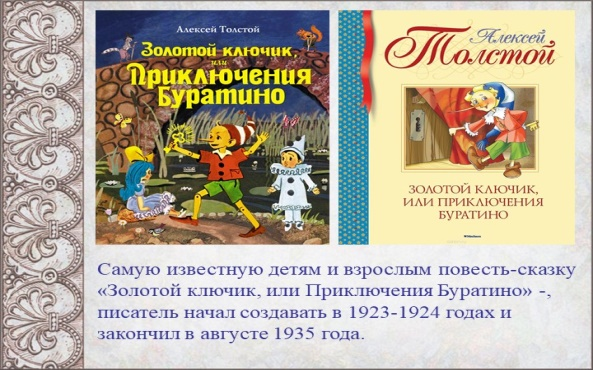 Алексей Толстой
Золотой ключик,
или
Приключения
Буратино
Алексей
Толстой
ЗОЛОТОЙ КЛЮЧИК,
ИЛИ ПРИКЛЮЧЕНИЯ
БУРАТИНО
Самую известную детям и взрослым повесть-сказку
«Золотой ключик, или Приключения Буратино» -,
писатель начал создавать в 1923-1924 годах и
закончил в августе 1935 года.